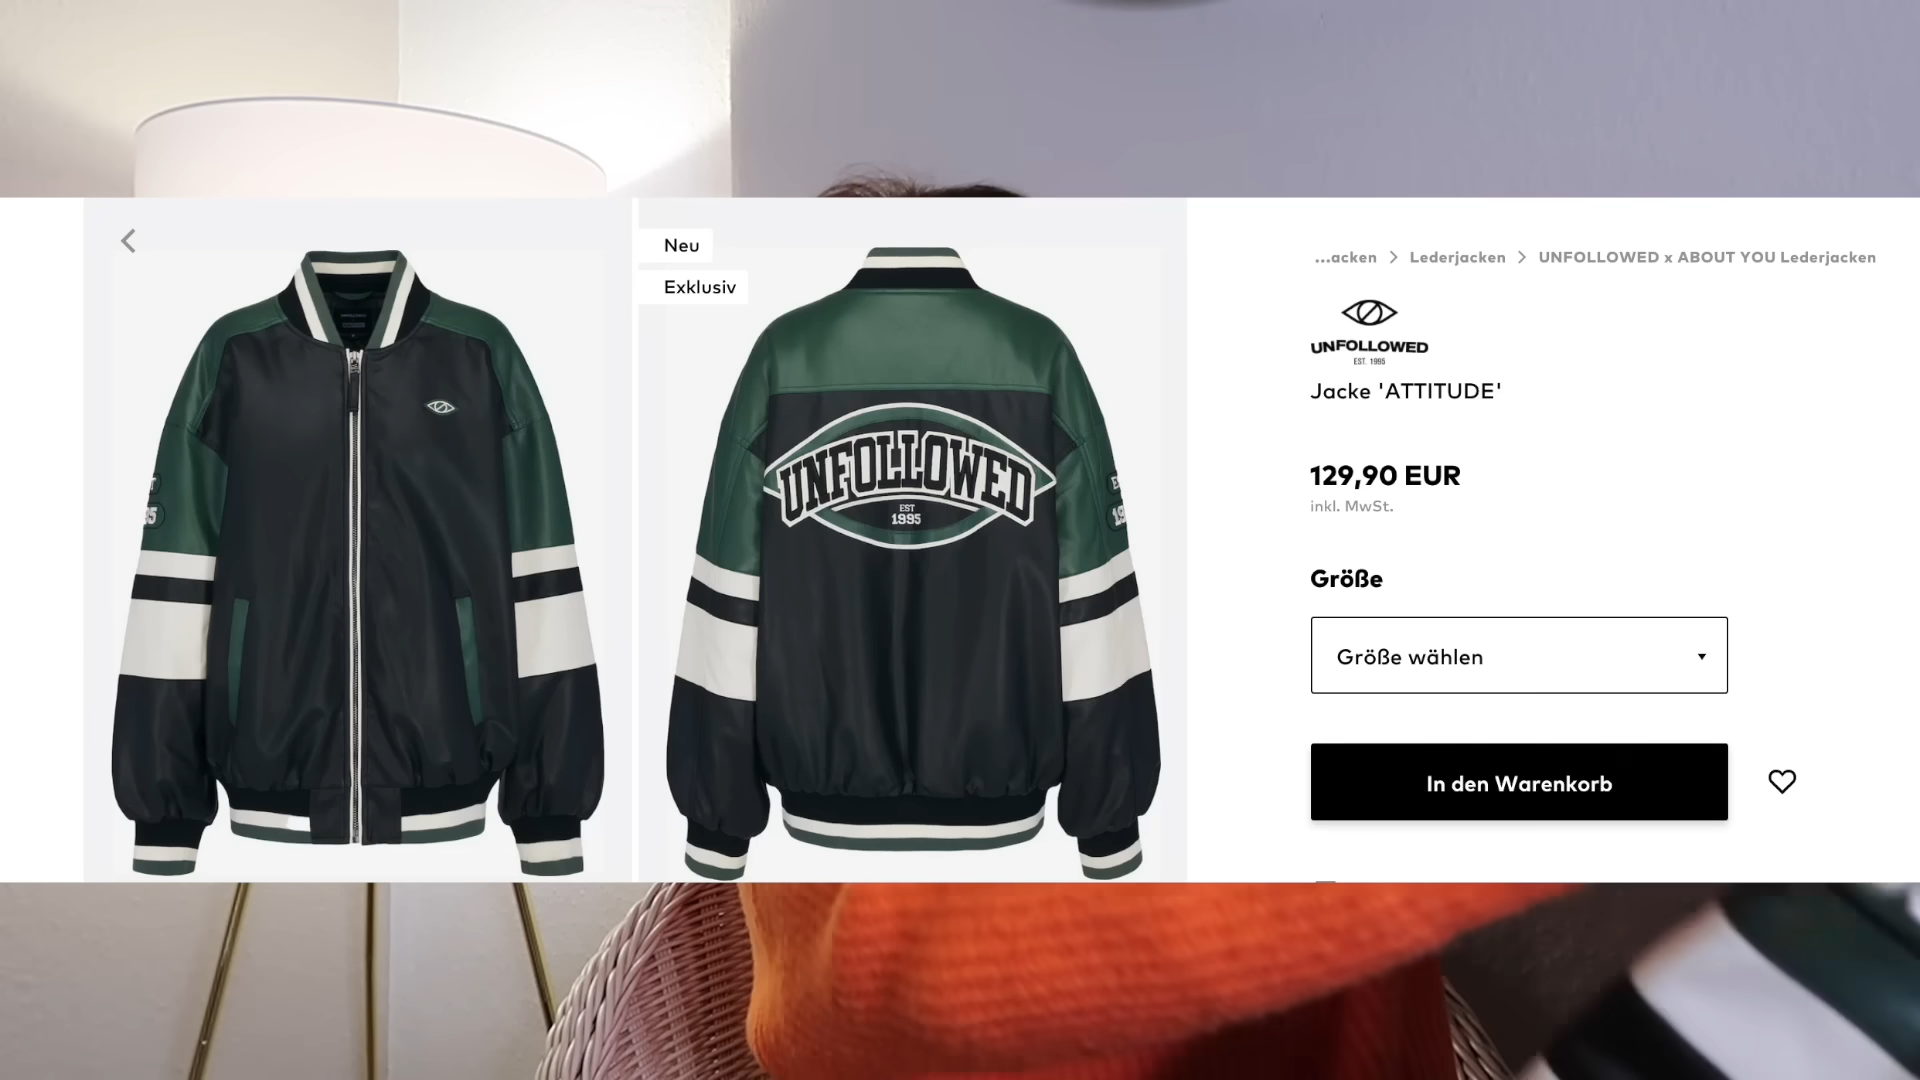 Neu
Exklusiv
UNFOLLOWED
EST
1995
...acken > Lederjacken > UNFOLLOWED x ABOUT YOU Lederjacken
UNFOLLOWED
EST. 1995
Jacke 'ATTITUDE'
129,90 EUR
inkl. MwSt.
Größe
Größe wählen
In den Warenkorb